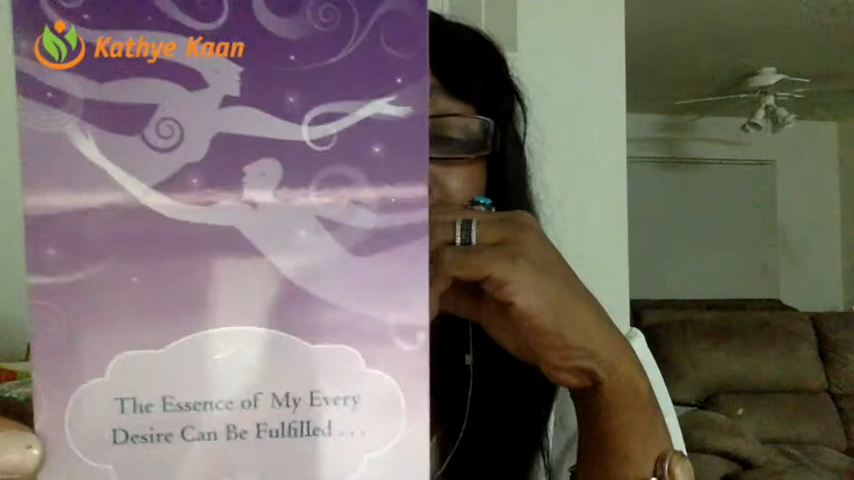 Kathye Kaan
The Essence of My Every
Desire Can Be Fulfilled . . .